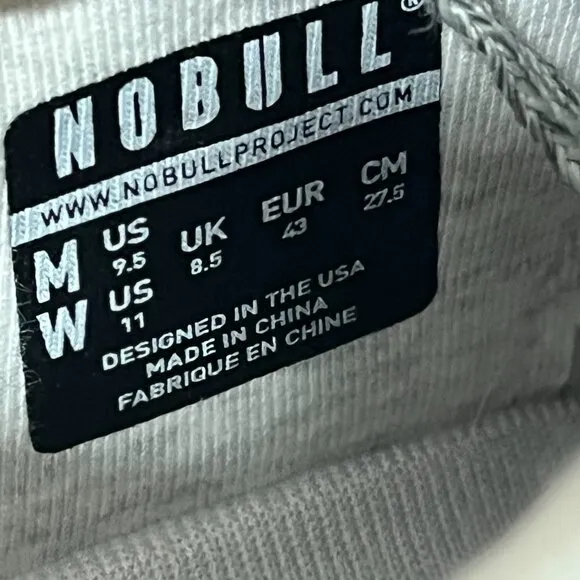 NOBULL®
WWW.NOBULLPROJECT.COM
M US 9.5 UK 8.5 EUR 43 CM 27.5
W US 11
DESIGNED IN THE USA
MADE IN CHINA
FABRIQUE EN CHINE